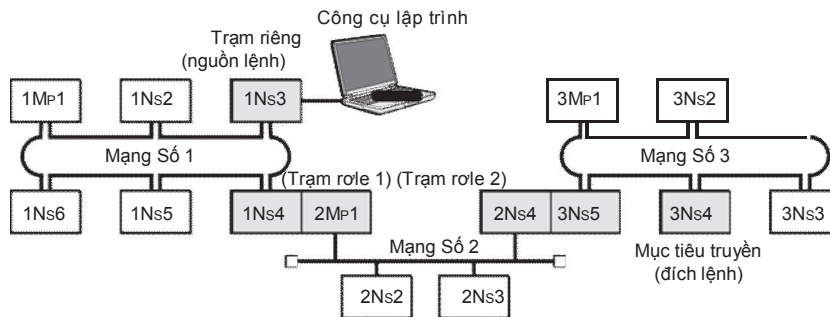 Công cụ lập trình
Trạm riêng
(nguồn lệnh)
1MP1
1NS2
1NS3
3MP1
3NS2
Mạng Số 1
Mạng Số 3
(Trạm rơle 1) (Trạm rơle 2)
1NS6
1NS5
1NS4
2MP1
2NS4
3NS5
3NS4
3NS3
Mạng Số 2
Mục tiêu truyền
(đích lệnh)
2NS2
2NS3